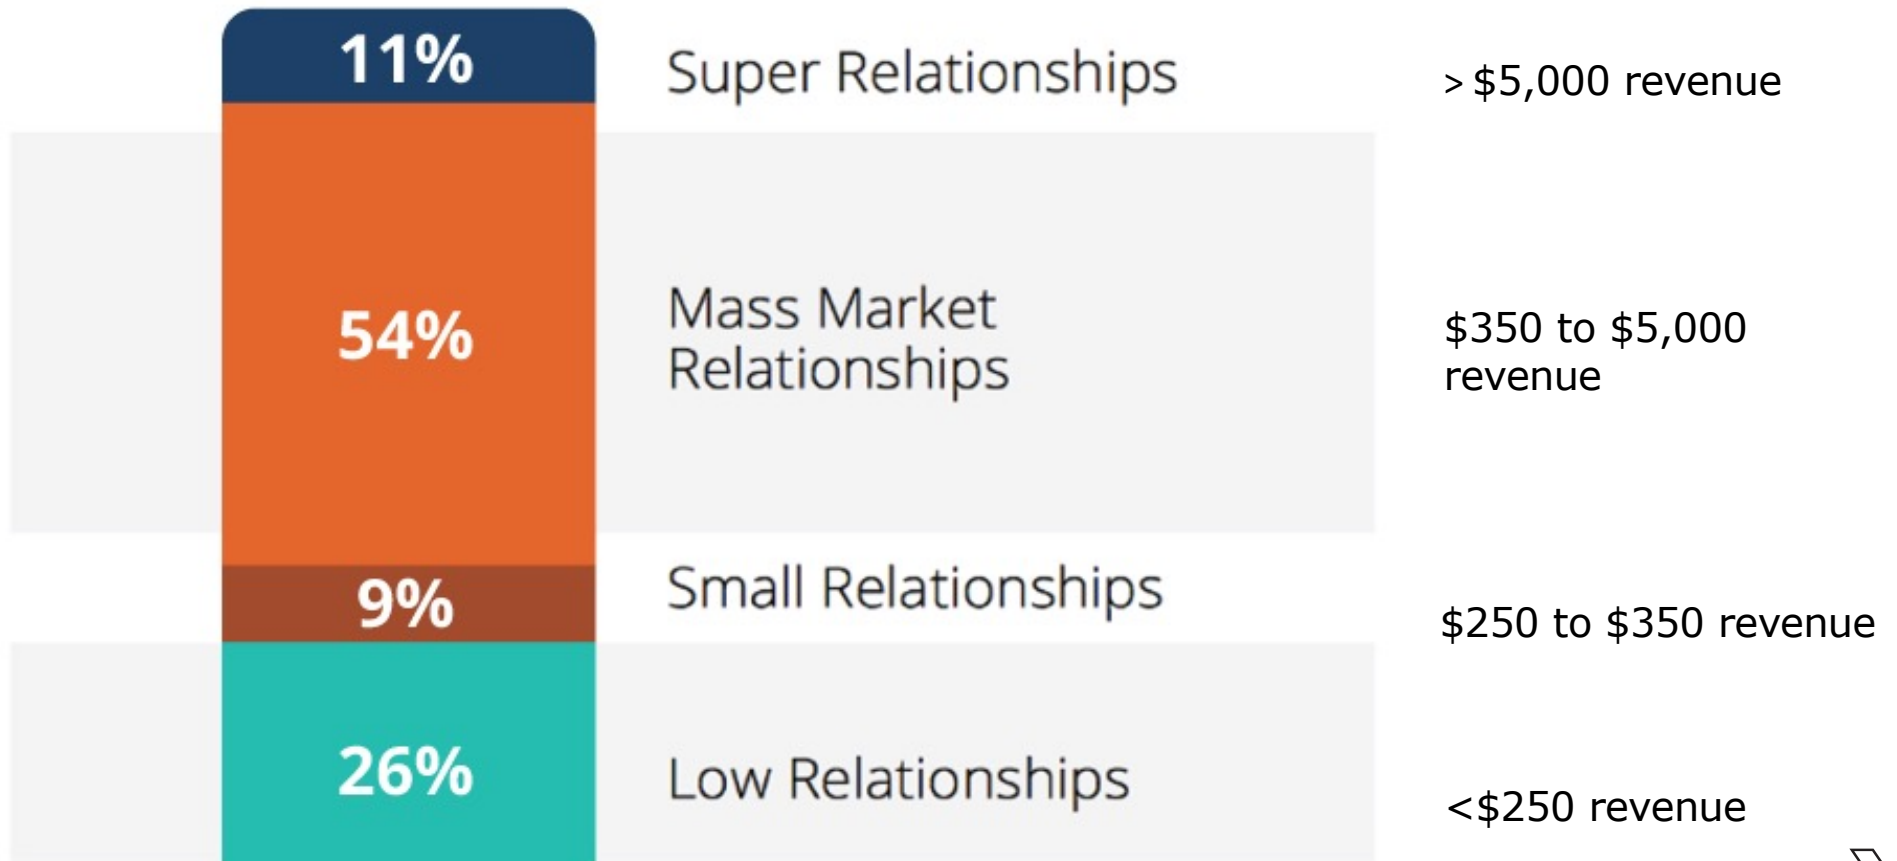 11%
Super Relationships
> $5,000 revenue
54%
Mass Market
Relationships
$350 to $5,000
revenue
9%
Small Relationships
$250 to $350 revenue
26%
Low Relationships
<$250 revenue